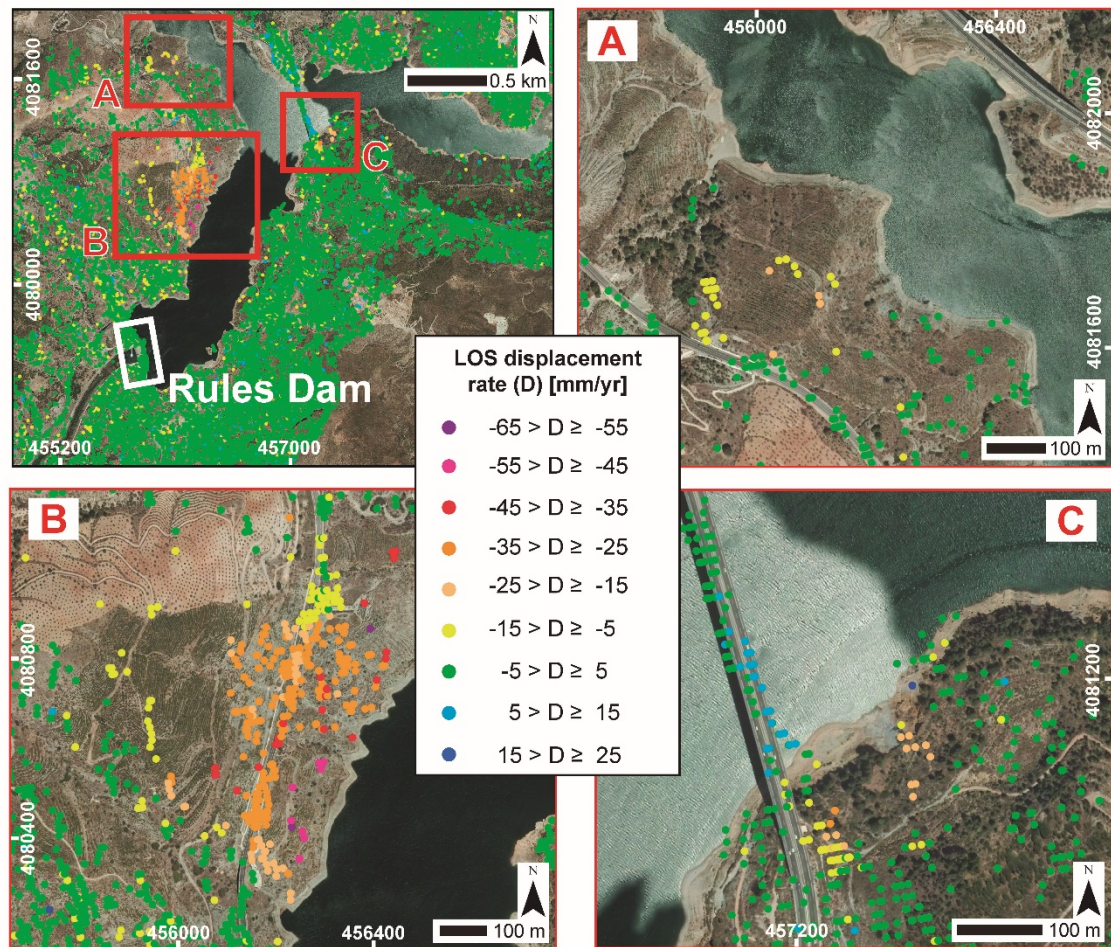 N
0.5 km
4081600
A
C
B
4080000
Rules Dam
455200
457000
A
456000
456400
4082000
4081600
N
100 m
LOS displacement
rate (D) [mm/yr]
-65 > D ≥ -55
-55 > D ≥ -45
-45 > D ≥ -35
-35 > D ≥ -25
-25 > D ≥ -15
-15 > D ≥ -5
-5 > D ≥ 5
5 > D ≥ 15
15 > D ≥ 25
B
4080800
4080400
456000
456400
N
100 m
C
4081200
457200
N
100 m